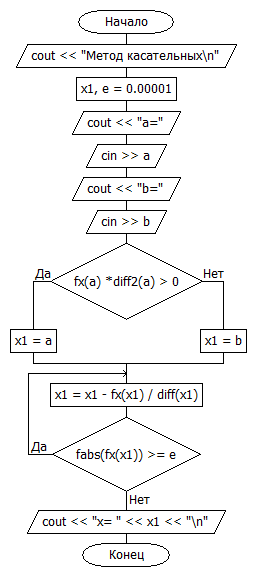 Начало
cout << "Метод касательных\n"
x1, e = 0.00001
cout << "a="
cin >> a
cout << "b="
cin >> b
Да
Нет
fx(a) *diff2(a) > 0
x1 = a
x1 = b
x1 = x1 - fx(x1) / diff(x1)
Да
fabs(fx(x1)) >= e
Нет
cout << "x= " << x1 << "\n"
Конец